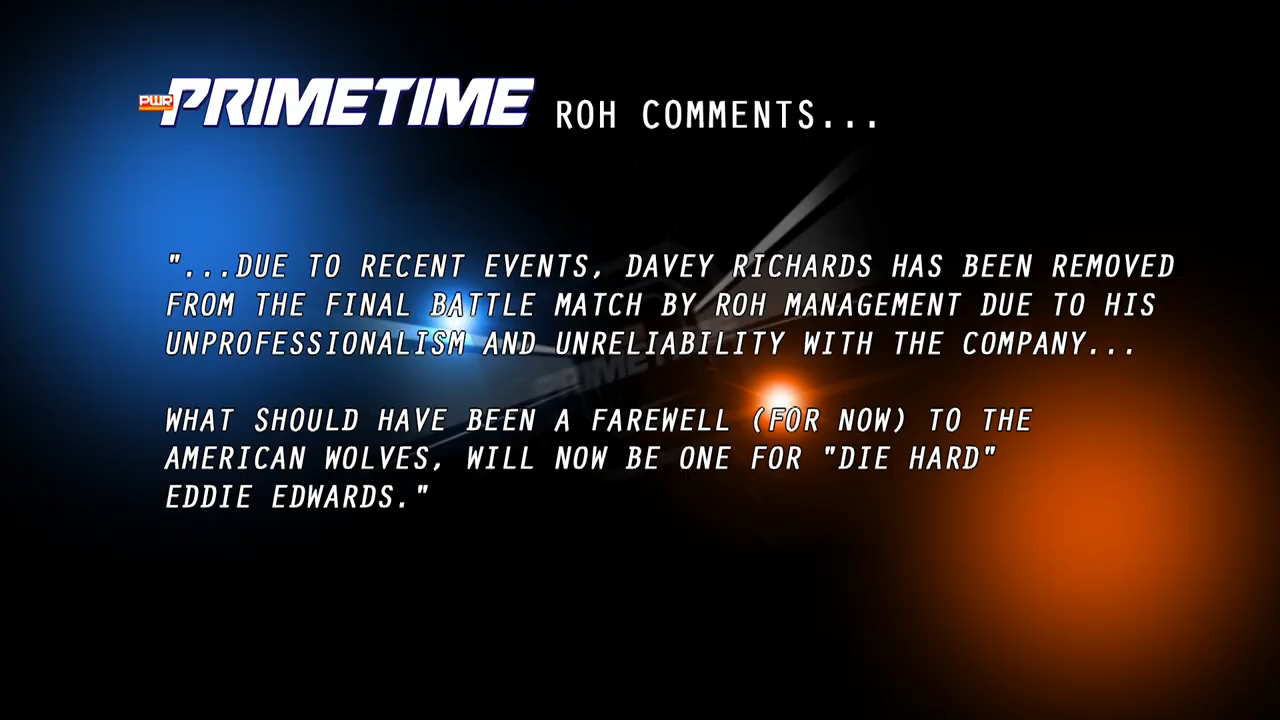 PWR PRIMETIME ROH COMMENTS...
"...DUE TO RECENT EVENTS, DAVEY RICHARDS HAS BEEN REMOVED
FROM THE FINAL BATTLE MATCH BY ROH MANAGEMENT DUE TO HIS
UNPROFESSIONALISM AND UNRELIABILITY WITH THE COMPANY...
WHAT SHOULD HAVE BEEN A FAREWELL (FOR NOW) TO THE
AMERICAN WOLVES, WILL NOW BE ONE FOR "DIE HARD"
EDDIE EDWARDS."